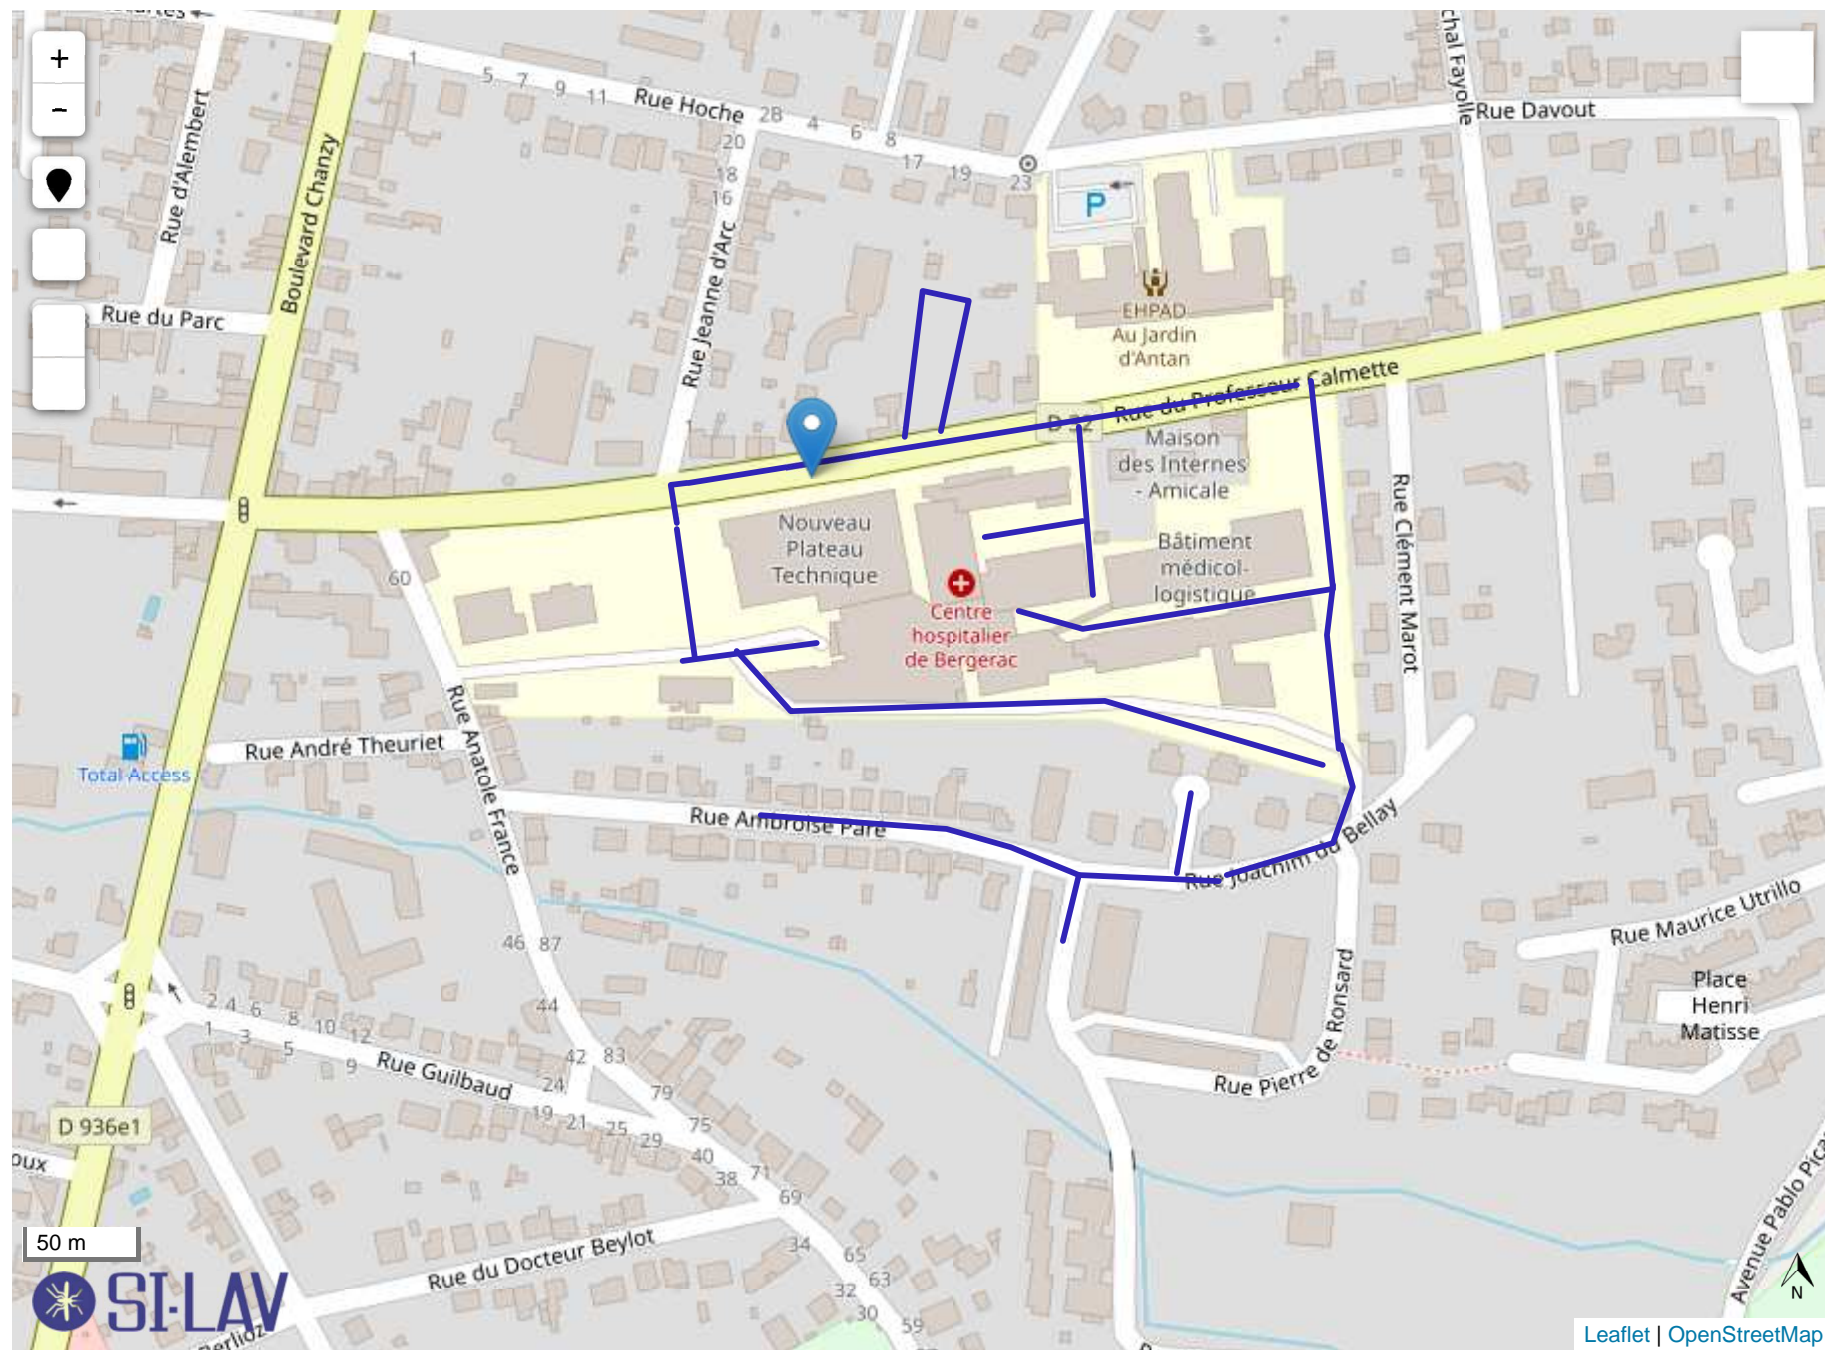 +
-
1
5
7
9
11
Rue Hoche
28
4
6
8
17
19
23
20
18
16
Rue Davout
chal Fayolle
Rue d'Alembert
Boulevard Chanzy
Rue Jeanne d'Arc
P
Rue du Parc
EHPAD
Au Jardin
d'Antan
Rue du Professeur Calmette
D 32
1
Maison
des Internes
- Amicale
Nouveau
Plateau
Technique
Bâtiment
médicol-
logistique
Rue Clément Marot
60
Centre
hospitalier
de Bergerac
Rue Anatole France
Rue André Theuriet
Total Access
Rue Ambroise Paré
Rue Joachim du Bellay
Rue Maurice Utrillo
Place
Henri
Matisse
46
87
44
2
4
6
8
10
12
1
3
5
9
Rue Guilbaud
42
83
24
79
19
21
25
29
75
40
38
71
69
Rue Pierre de Ronsard
D 936e1
oux
50 m
SI-LAV
Rue du Docteur Beylot
34
65
63
32
30
59
Berlioz
Avenue Pablo Pica
N
Leaflet | OpenStreetMap